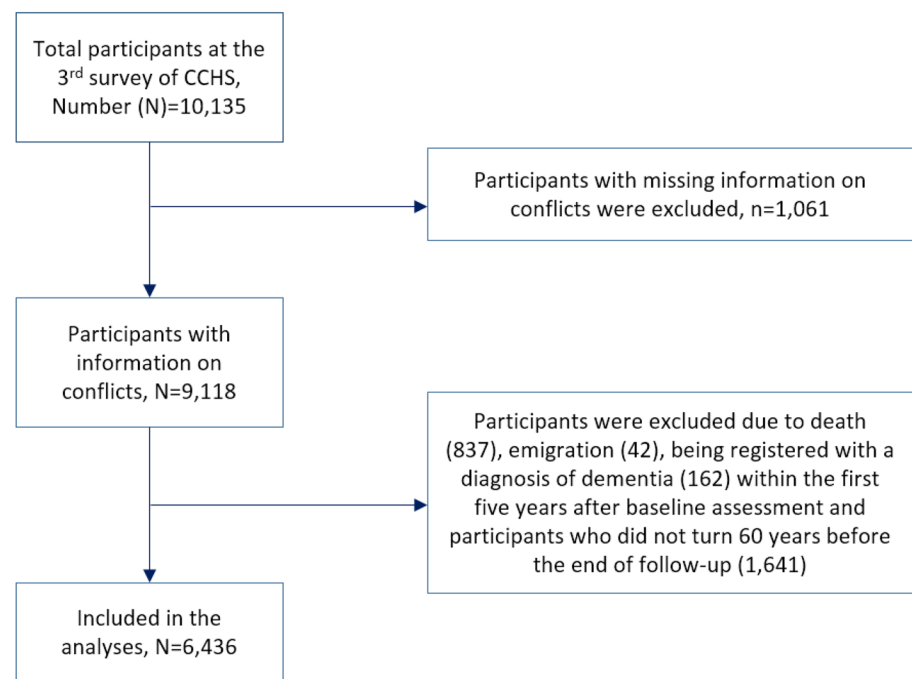 Total participants at the
3rd survey of CCHS,
Number (N)=10,135
Participants with missing information on
conflicts were excluded, n=1,061
Participants with
information on
conflicts, N=9,118
Participants were excluded due to death
(837), emigration (42), being registered with a
diagnosis of dementia (162) within the first
five years after baseline assessment and
participants who did not turn 60 years before
the end of follow-up (1,641)
Included in the
analyses, N=6,436